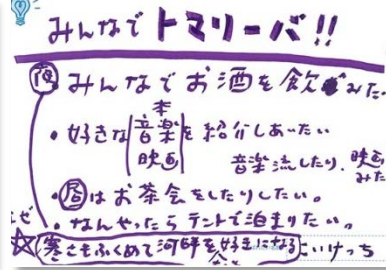 みんなでトマリーバ!!
夜 みんなでお酒を飲みた
・好きな 本 音楽 映画 を紹介しあいたい
音楽流したり、映画みた
・昼はお茶会をしたりしたい。
・なんやったらテントで泊まりたい。
☆寒さもふくめて河畔を好きになる